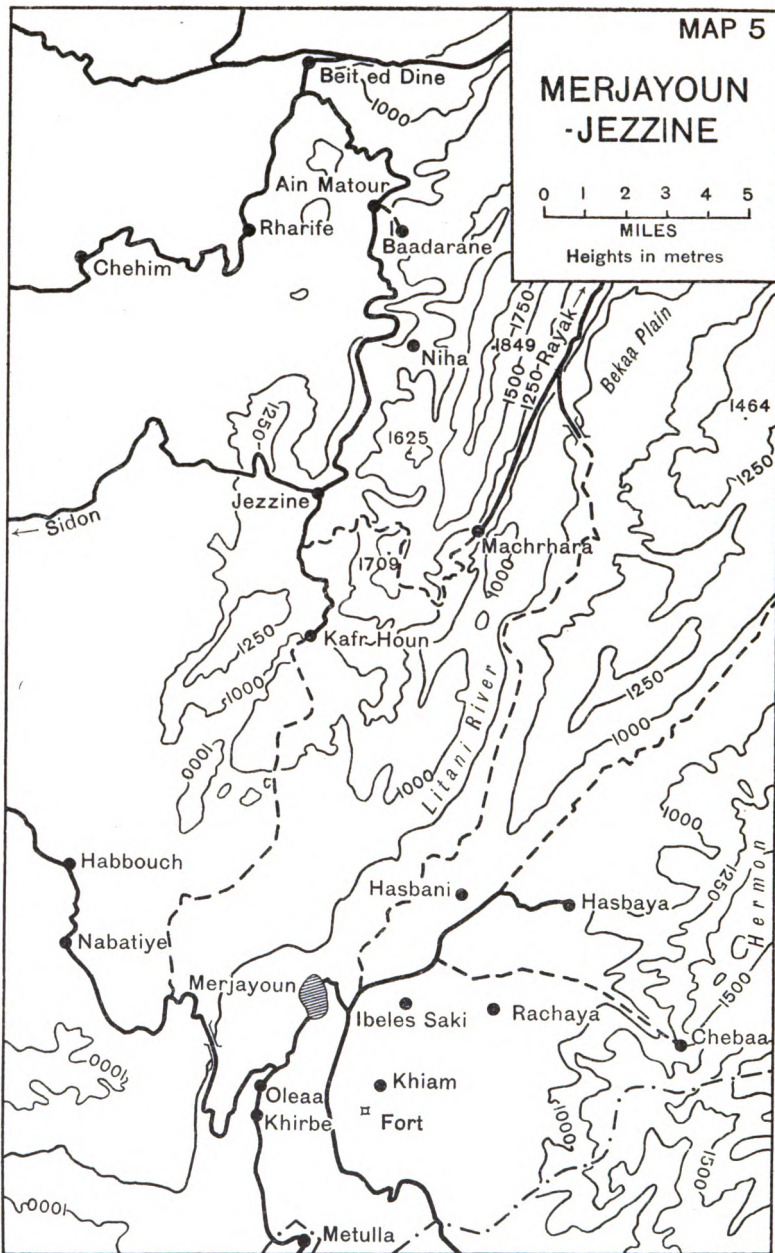 MAP 5
MERJAYOUN
-JEZZINE
0 1 2 3 4 5
MILES
Heights in metres
Beit ed Dine
1000
Ain Matour
Rharife
Baadarane
Chehim
1750
Rayak
Bekaa Plain
1849
Niha
1500
1250
1464
1250
1625
1250
Jezzine
← Sidon
Machrhara
1709
1000
Kafr Houn
1250
1000
1250
1000
Litani River
1000
1000
1000
1250
Habbouch
Hasbani
Hasbaya
Hermon
Nabatiye
Merjayoun
1500
Ibeles Saki
Rachaya
Chebaa
1000
Oleaa
Khiam
Khirbe
Fort
1000
1500
1000
Metulla